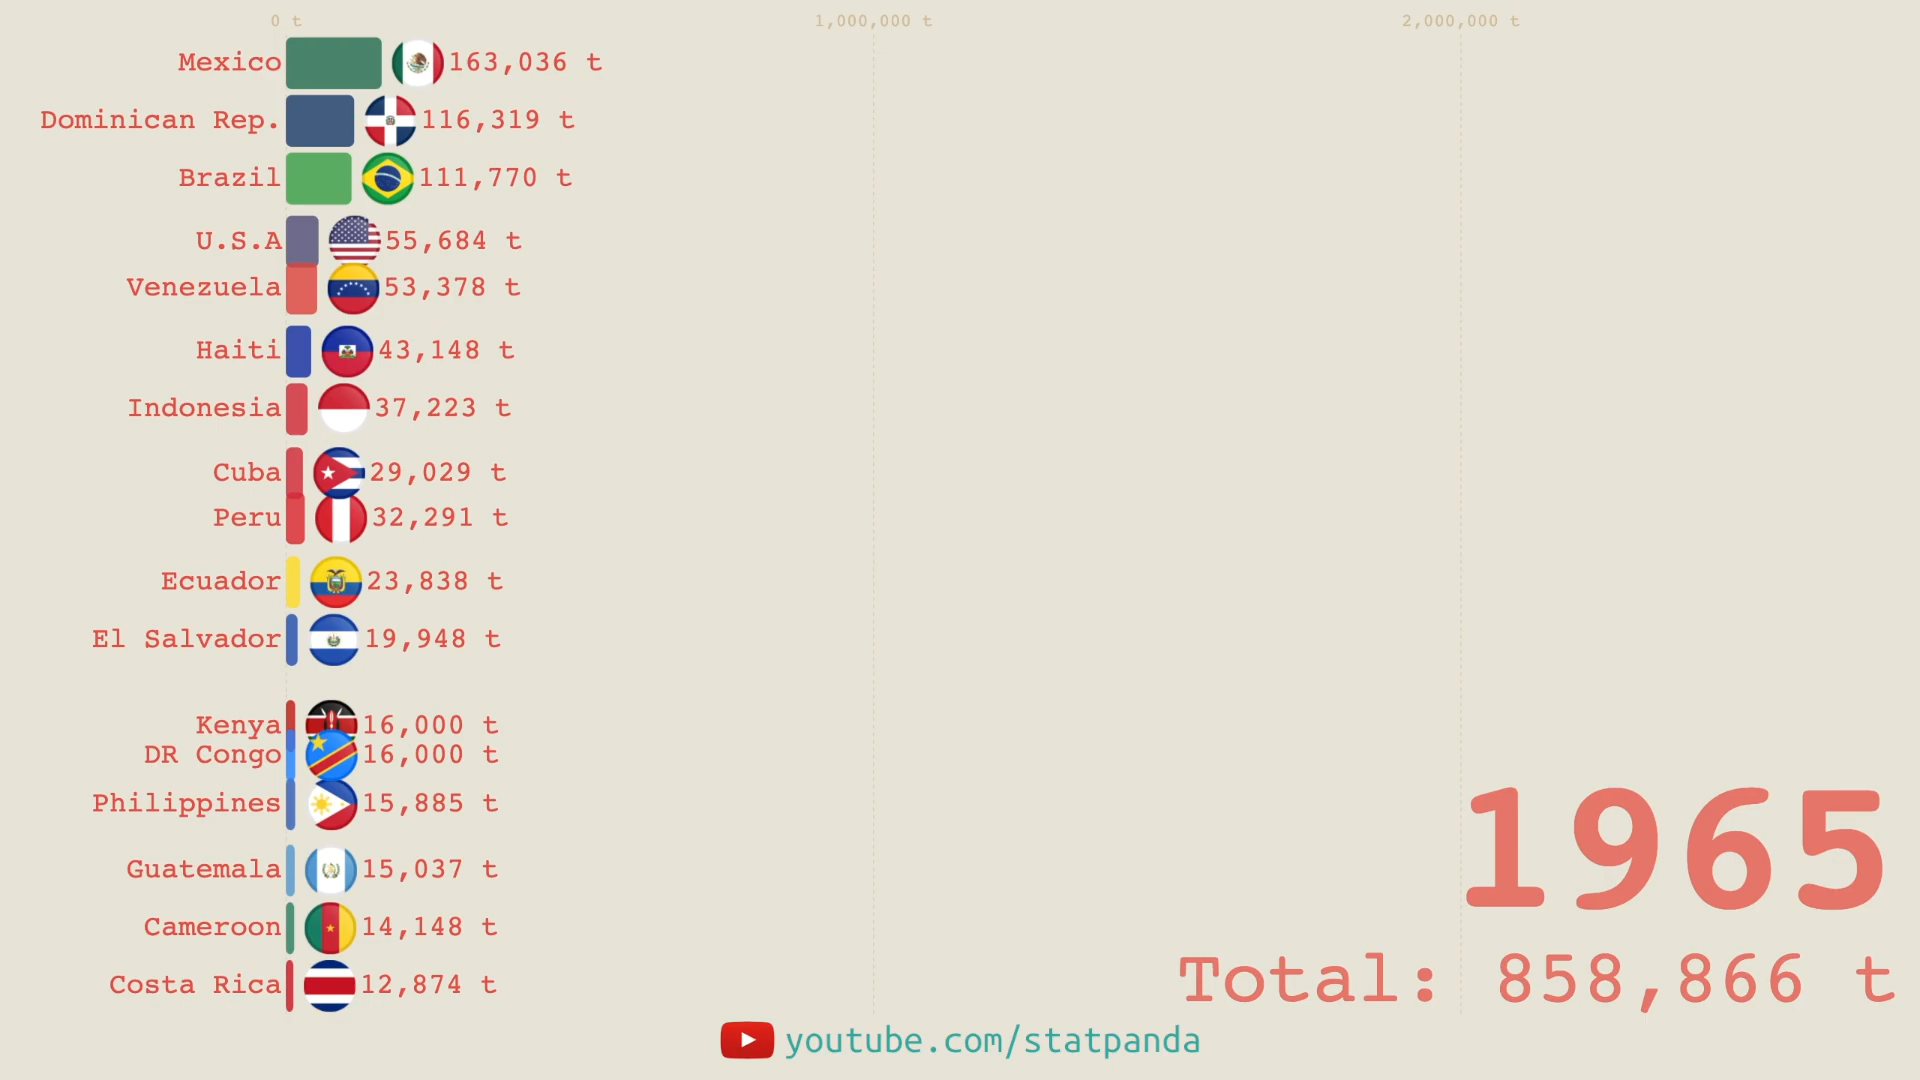 0 t 1,000,000 t 2,000,000 t
Mexico 163,036 t
Dominican Rep. 116,319 t
Brazil 111,770 t
U.S.A 55,684 t
Venezuela 53,378 t
Haiti 43,148 t
Indonesia 37,223 t
Cuba 29,029 t
Peru 32,291 t
Ecuador 23,838 t
El Salvador 19,948 t
Kenya 16,000 t
DR Congo 16,000 t
Philippines 15,885 t
Guatemala 15,037 t
Cameroon 14,148 t
Costa Rica 12,874 t
1965
Total: 858,866 t
youtube.com/statpanda